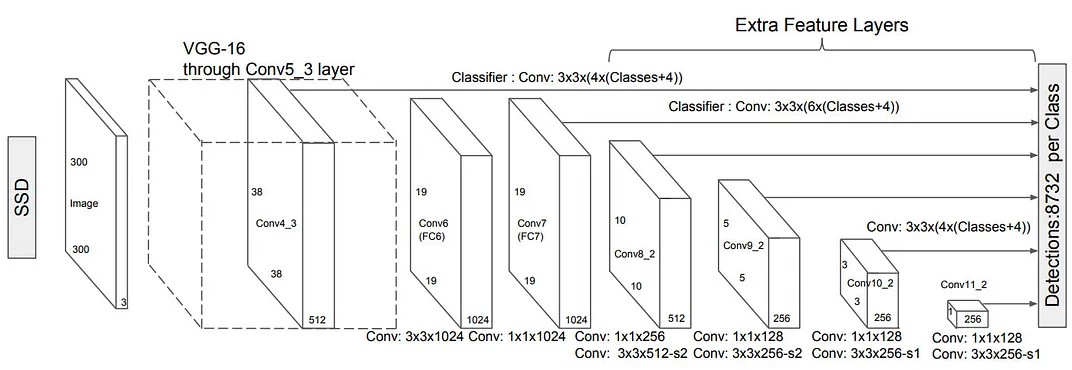 Extra Feature Layers
VGG-16
through Conv5_3 layer
Classifier : Conv: 3x3x(4x(Classes+4))
Classifier : Conv: 3x3x(6x(Classes+4))
SSD
300
Image
300
3
38
Conv4_3
38
512
19
Conv6
(FC6)
19
1024
19
Conv7
(FC7)
19
1024
10
Conv8_2
10
512
5
Conv9_2
5
256
Conv: 3x3x(4x(Classes+4))
3
Conv10_2
3
256
Conv11_2
1
256
Detections:8732 per Class
Conv: 3x3x1024
Conv: 1x1x1024
Conv: 1x1x256
Conv: 3x3x512-s2
Conv: 1x1x128
Conv: 3x3x256-s2
Conv: 1x1x128
Conv: 3x3x256-s1
Conv: 1x1x128
Conv: 3x3x256-s1